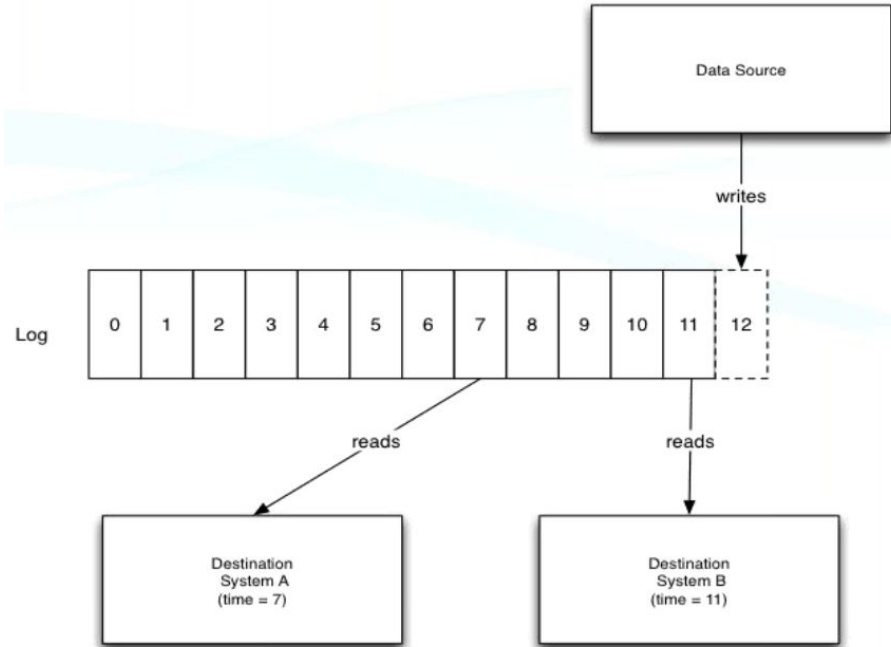 Data Source
writes
Log
0 1 2 3 4 5 6 7 8 9 10 11 12
reads
reads
Destination
System A
(time = 7)
Destination
System B
(time = 11)